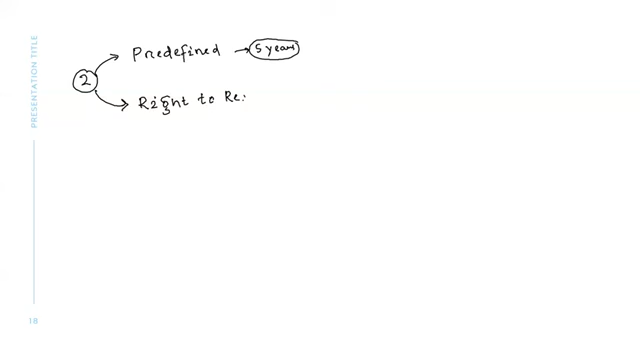 PRESENTATION TITLE
2
Predefined → 5 years
Right to Re
18